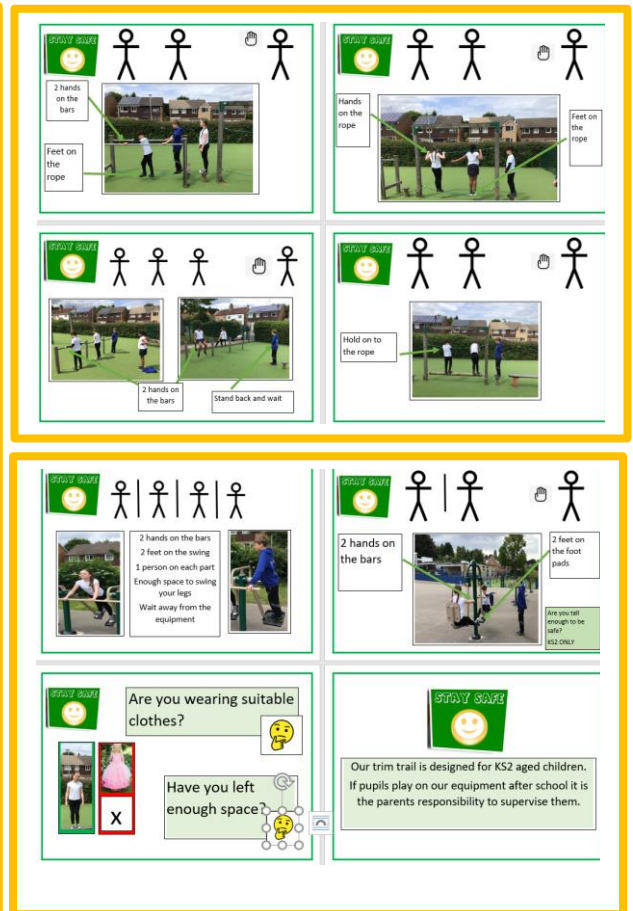 STAY SAFE
2 hands
on the
bars
Feet on
the
rope
STAY SAFE
Hands
on the
rope
Feet on
the
rope
STAY SAFE
2 hands on
the bars
Stand back and wait
STAY SAFE
Hold on to
the rope
STAY SAFE
2 hands on the bars
2 feet on the swing
1 person on each part
Enough space to swing
your legs
Wait away from the
equipment
STAY SAFE
2 hands on
the bars
2 feet on
the foot
pads
Are you tall
enough to be
safe?
KS2 ONLY
STAY SAFE
Are you wearing suitable
clothes?
X
Have you left
enough space?
STAY SAFE
Our trim trail is designed for KS2 aged children.
If pupils play on our equipment after school it is
the parents responsibility to supervise them.